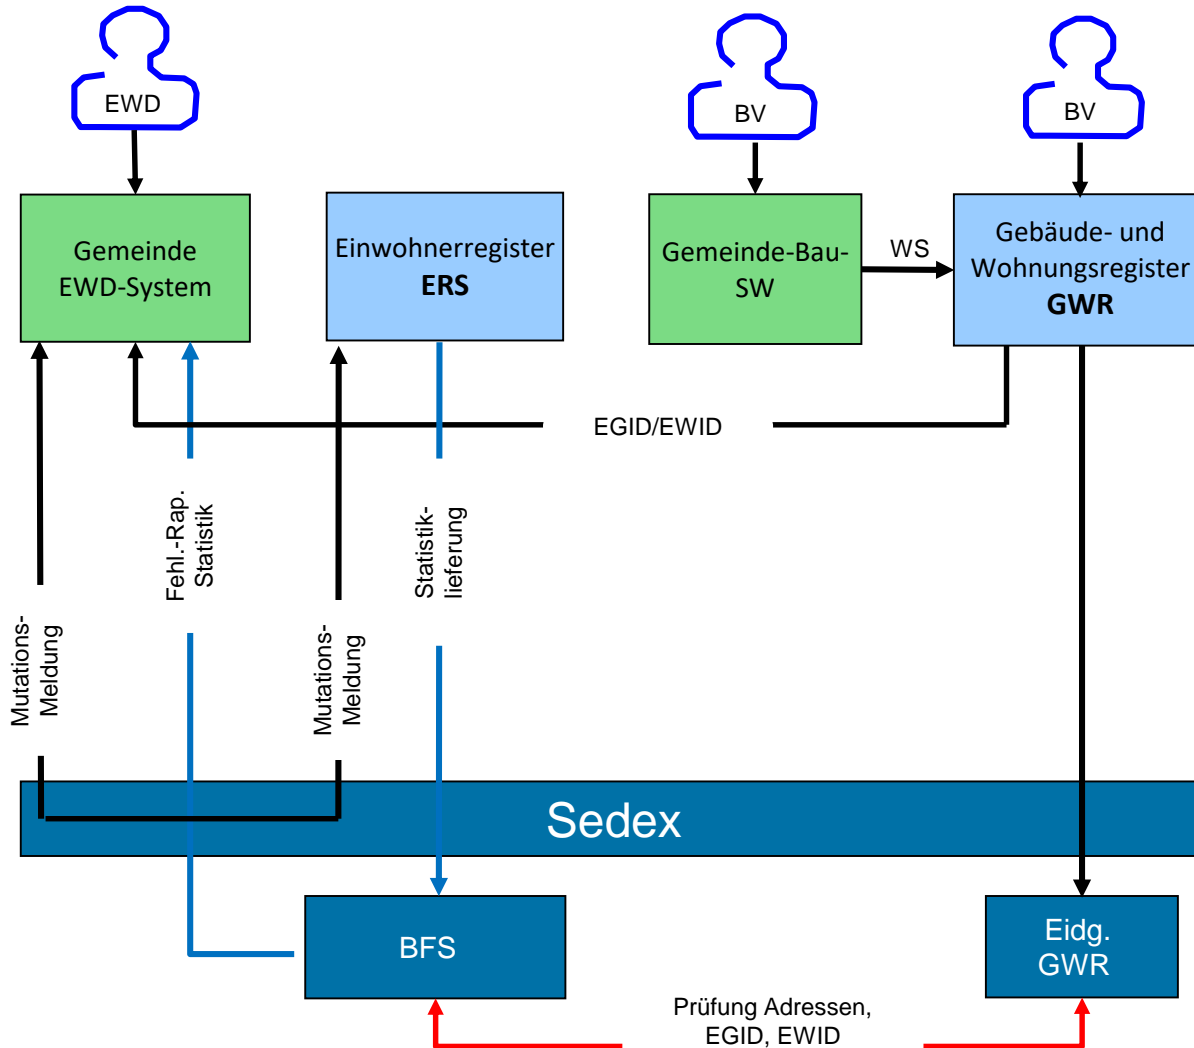 EWD
BV
BV
Gemeinde
EWD-System
Einwohnerregister
ERS
Gemeinde-Bau-
SW
WS
Gebäude- und
Wohnungsregister
GWR
EGID/EWID
Mutations-
Meldung
Fehl.-Rap.
Statistik
Mutations-
Meldung
Statistik-
lieferung
Sedex
BFS
Eidg.
GWR
Prüfung Adressen,
EGID, EWID